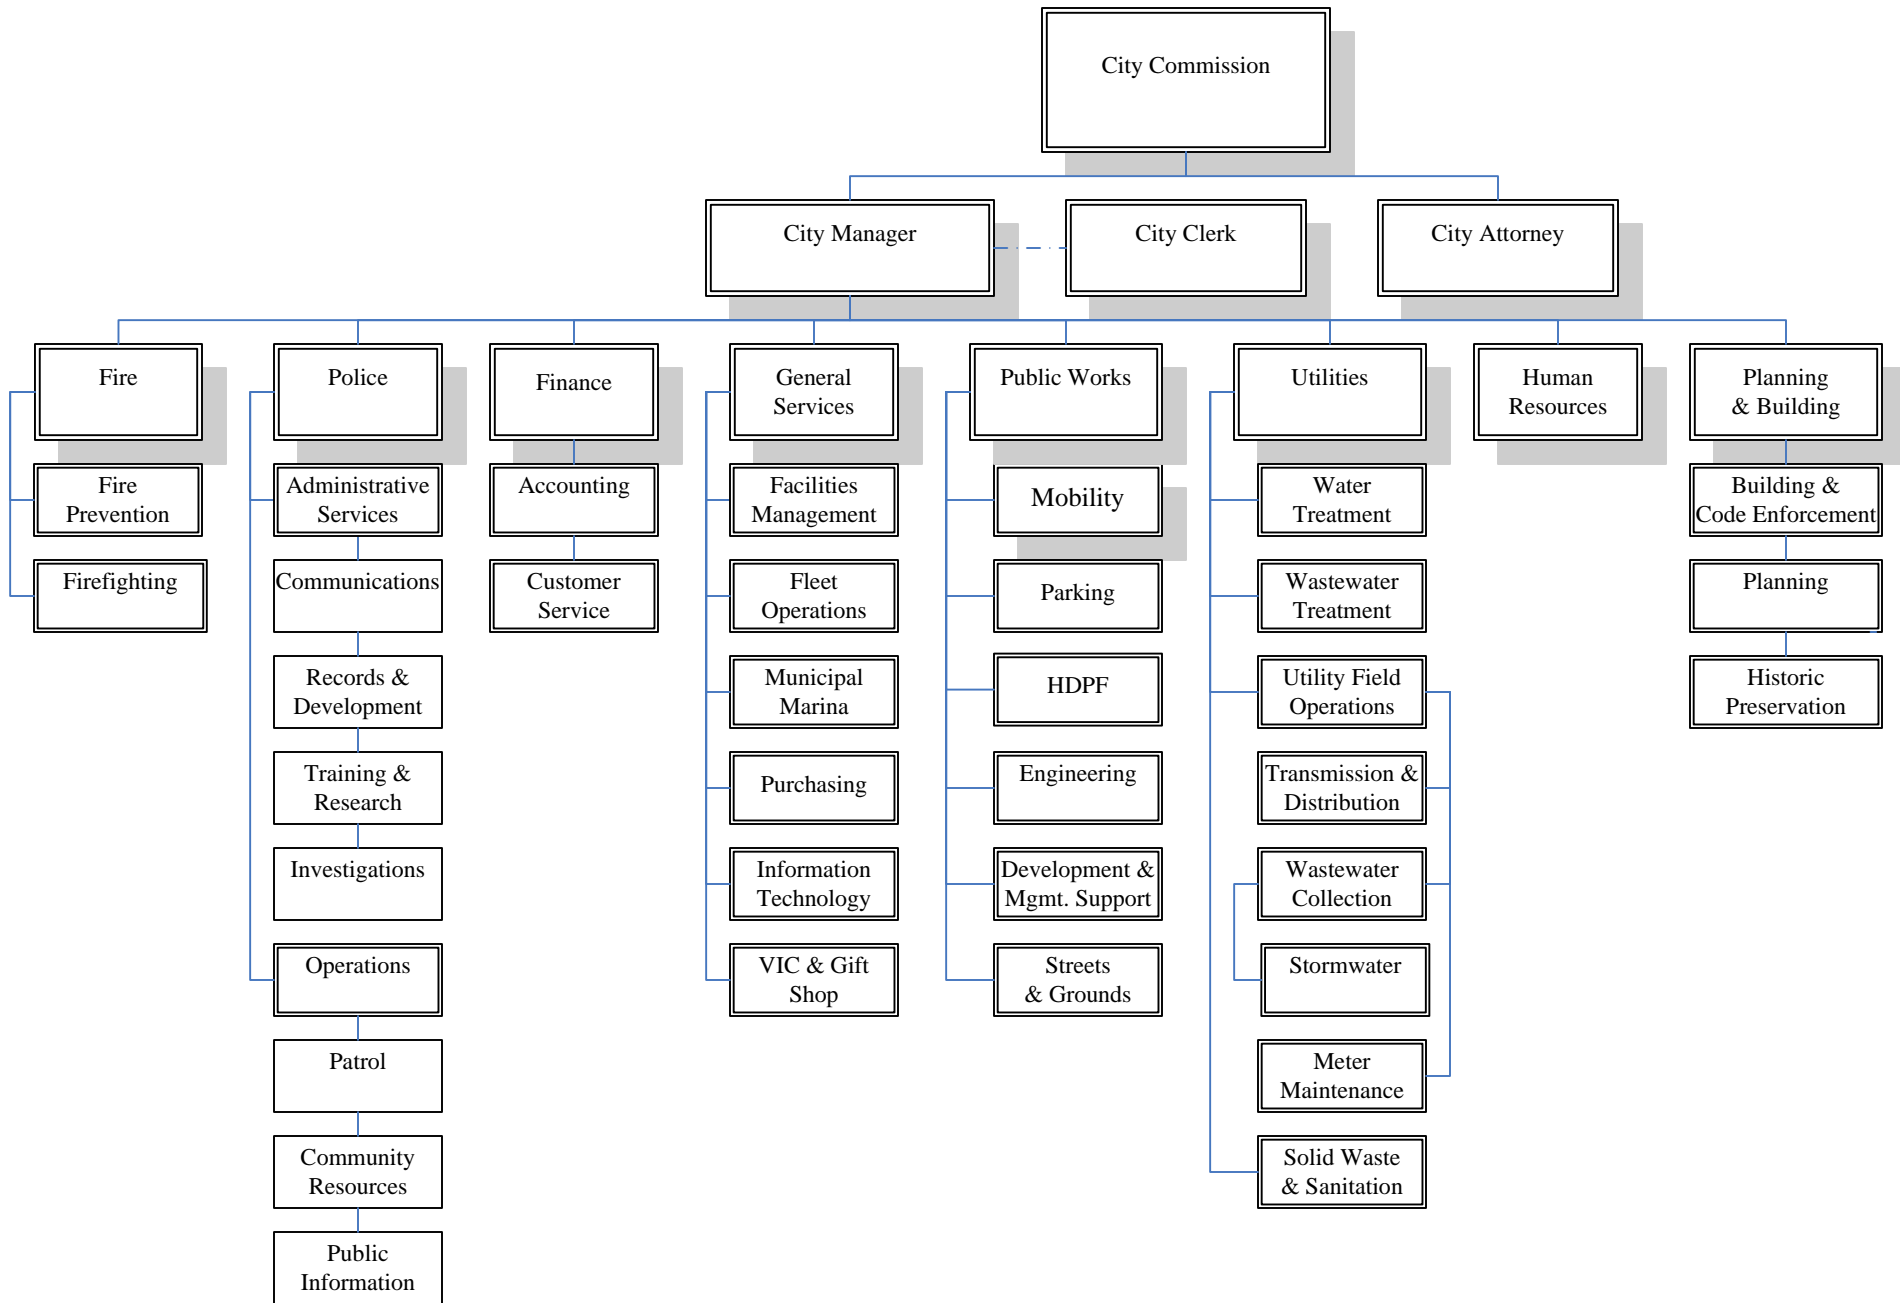 City Commission
City Manager
City Clerk
City Attorney
Fire
Police
Finance
General
Services
Public Works
Utilities
Human
Resources
Planning
& Building
Fire
Prevention
Firefighting
Administrative
Services
Communications
Records &
Development
Training &
Research
Investigations
Operations
Patrol
Community
Resources
Public
Information
Accounting
Customer
Service
Facilities
Management
Fleet
Operations
Municipal
Marina
Purchasing
Information
Technology
VIC & Gift
Shop
Mobility
Parking
HDPF
Engineering
Development &
Mgmt. Support
Streets
& Grounds
Water
Treatment
Wastewater
Treatment
Utility Field
Operations
Transmission &
Distribution
Wastewater
Collection
Stormwater
Meter
Maintenance
Solid Waste
& Sanitation
Building &
Code Enforcement
Planning
Historic
Preservation